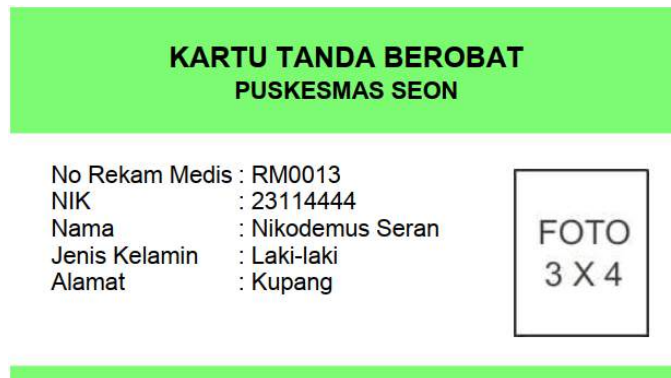 KARTU TANDA BEROBAT
PUSKESMAS SEON
No Rekam Medis : RM0013
NIK : 23114444
Nama : Nikodemus Seran
Jenis Kelamin : Laki-laki
Alamat : Kupang
FOTO
3 X 4